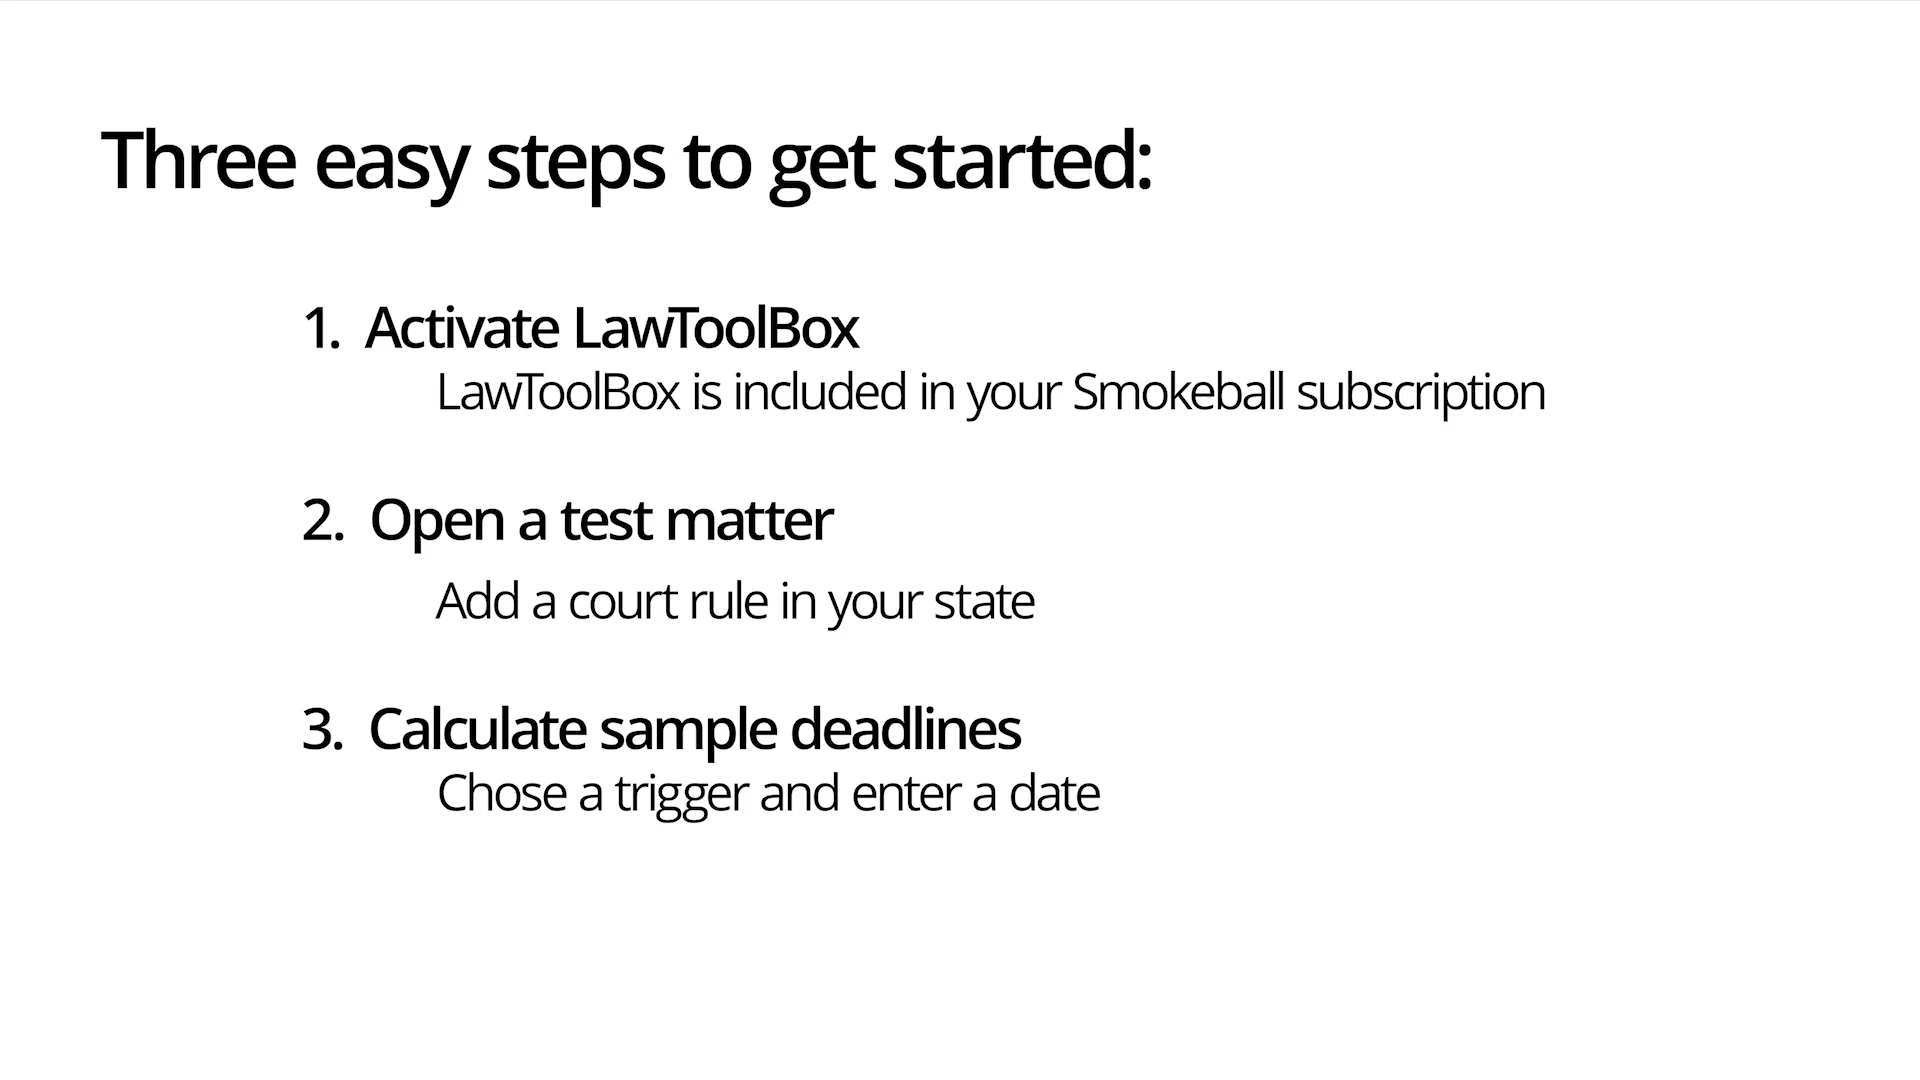 Three easy steps to get started:
1. Activate LawToolBox
LawToolBox is included in your Smokeball subscription
2. Open a test matter
Add a court rule in your state
3. Calculate sample deadlines
Chose a trigger and enter a date